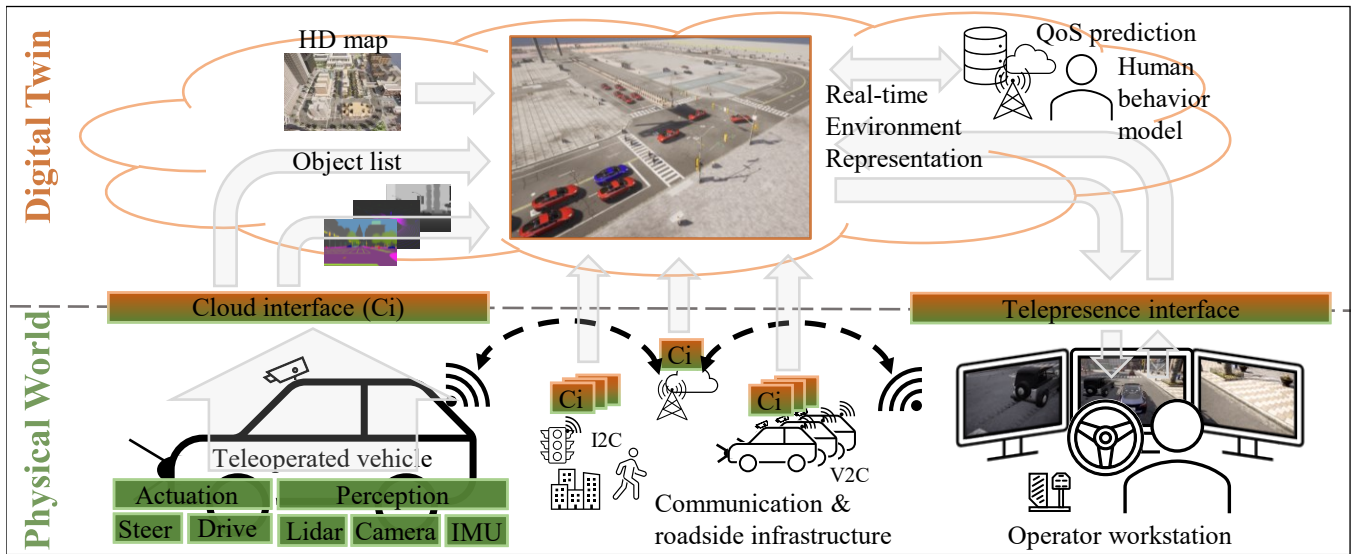 Digital Twin
HD map
Object list
QoS prediction
Human
behavior
model
Real-time
Environment
Representation
Physical World
Cloud interface (Ci)
Telepresence interface
Ci
Ci
Ci
I2C
V2C
Teleoperated vehicle
Actuation
Perception
Steer
Drive
Lidar
Camera
IMU
Communication &
roadside infrastructure
Operator workstation